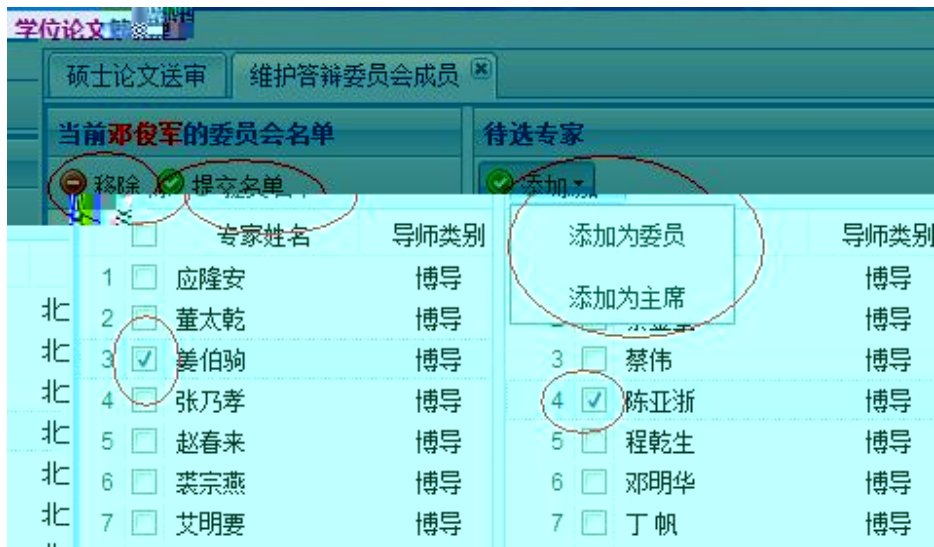 学位论文
硕士论文送审 维护答辩委员会成员
当前邓俊军的委员会名单 待选专家
移除 提交名单 添加
专家姓名 导师类别 添加为委员 导师类别
1 应隆安 博导 博导
添加为主席
北 2 董太乾 博导 博导
北 3 姜伯驹 博导 3 蔡伟 博导
北 4 张乃孝 博导 4 陈亚浙 博导
北 5 赵春来 博导 5 程乾生 博导
北 6 裘宗燕 博导 6 邓明华 博导
北 7 艾明要 博导 7 丁帆 博导